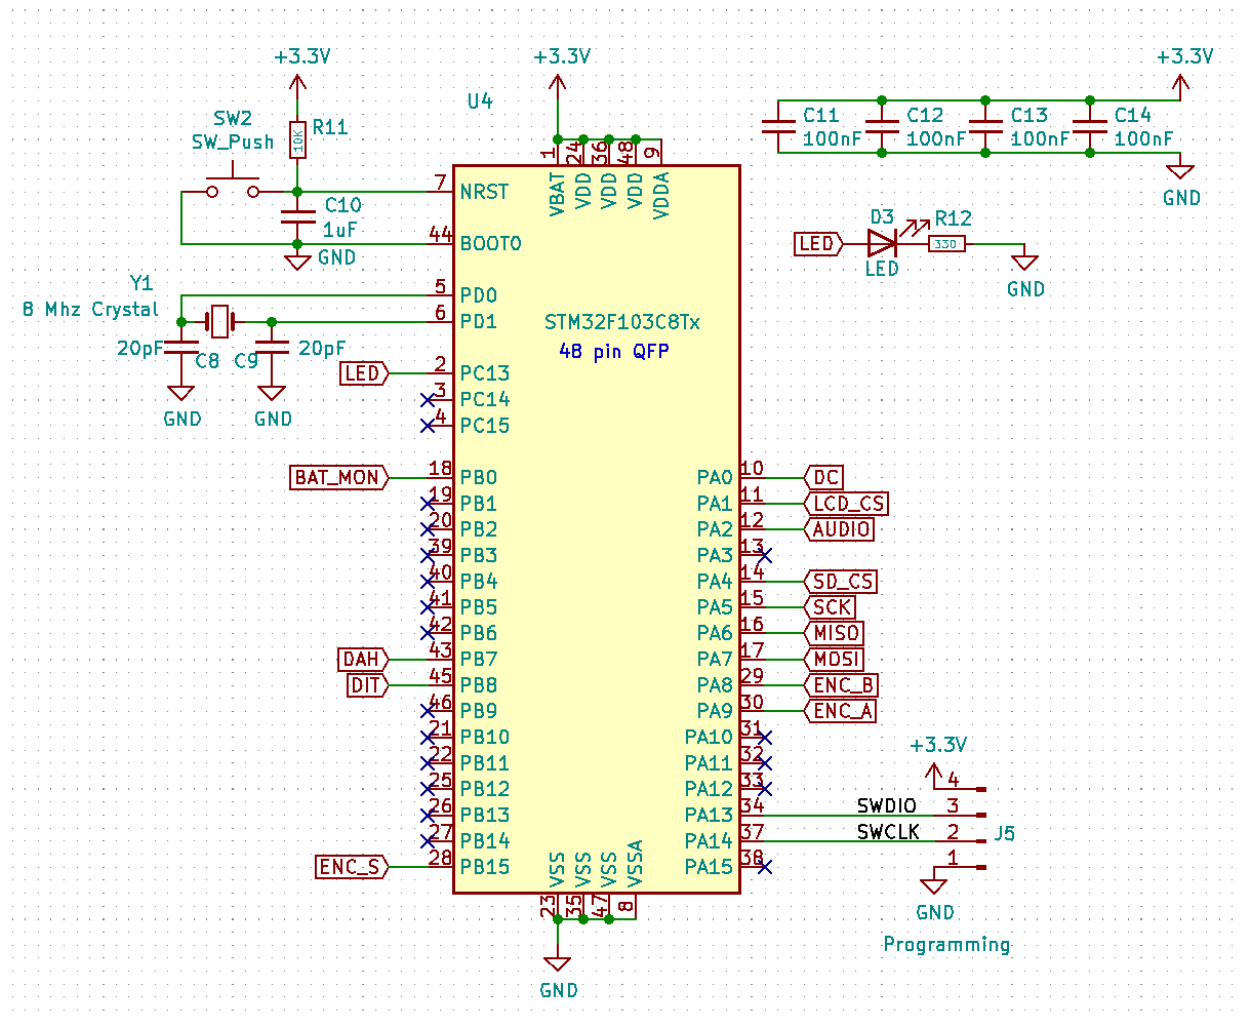 +3.3V
+3.3V
+3.3V
U4
SW2
SW_Push
R11
10K
C11
100nF
C12
100nF
C13
100nF
C14
100nF
GND
1
24
36
48
9
VBAT
VDD
VDD
VDD
VDDA
7
NRST
C10
1uF
44
BOOT0
GND
D3
R12
LED
330
LED
GND
Y1
8 Mhz Crystal
5
PD0
6
PD1
STM32F103C8Tx
48 pin QFP
20pF
C8
C9
20pF
GND
GND
LED
2
PC13
3
PC14
4
PC15
BAT_MON
18
PB0
19
PB1
20
PB2
39
PB3
40
PB4
41
PB5
42
PB6
DAH
43
PB7
DIT
45
PB8
46
PB9
21
PB10
22
PB11
25
PB12
26
PB13
27
PB14
ENC_S
28
PB15
PA0
10
DC
PA1
11
LCD_CS
PA2
12
AUDIO
PA3
13
PA4
14
SD_CS
PA5
15
SCK
PA6
16
MISO
PA7
17
MOSI
PA8
29
ENC_B
PA9
30
ENC_A
PA10
31
PA11
32
PA12
33
PA13
34
SWDIO
PA14
37
SWCLK
PA15
38
+3.3V
4
3
2
1
J5
GND
Programming
VSS
VSS
VSS
VSSA
23
35
47
8
GND